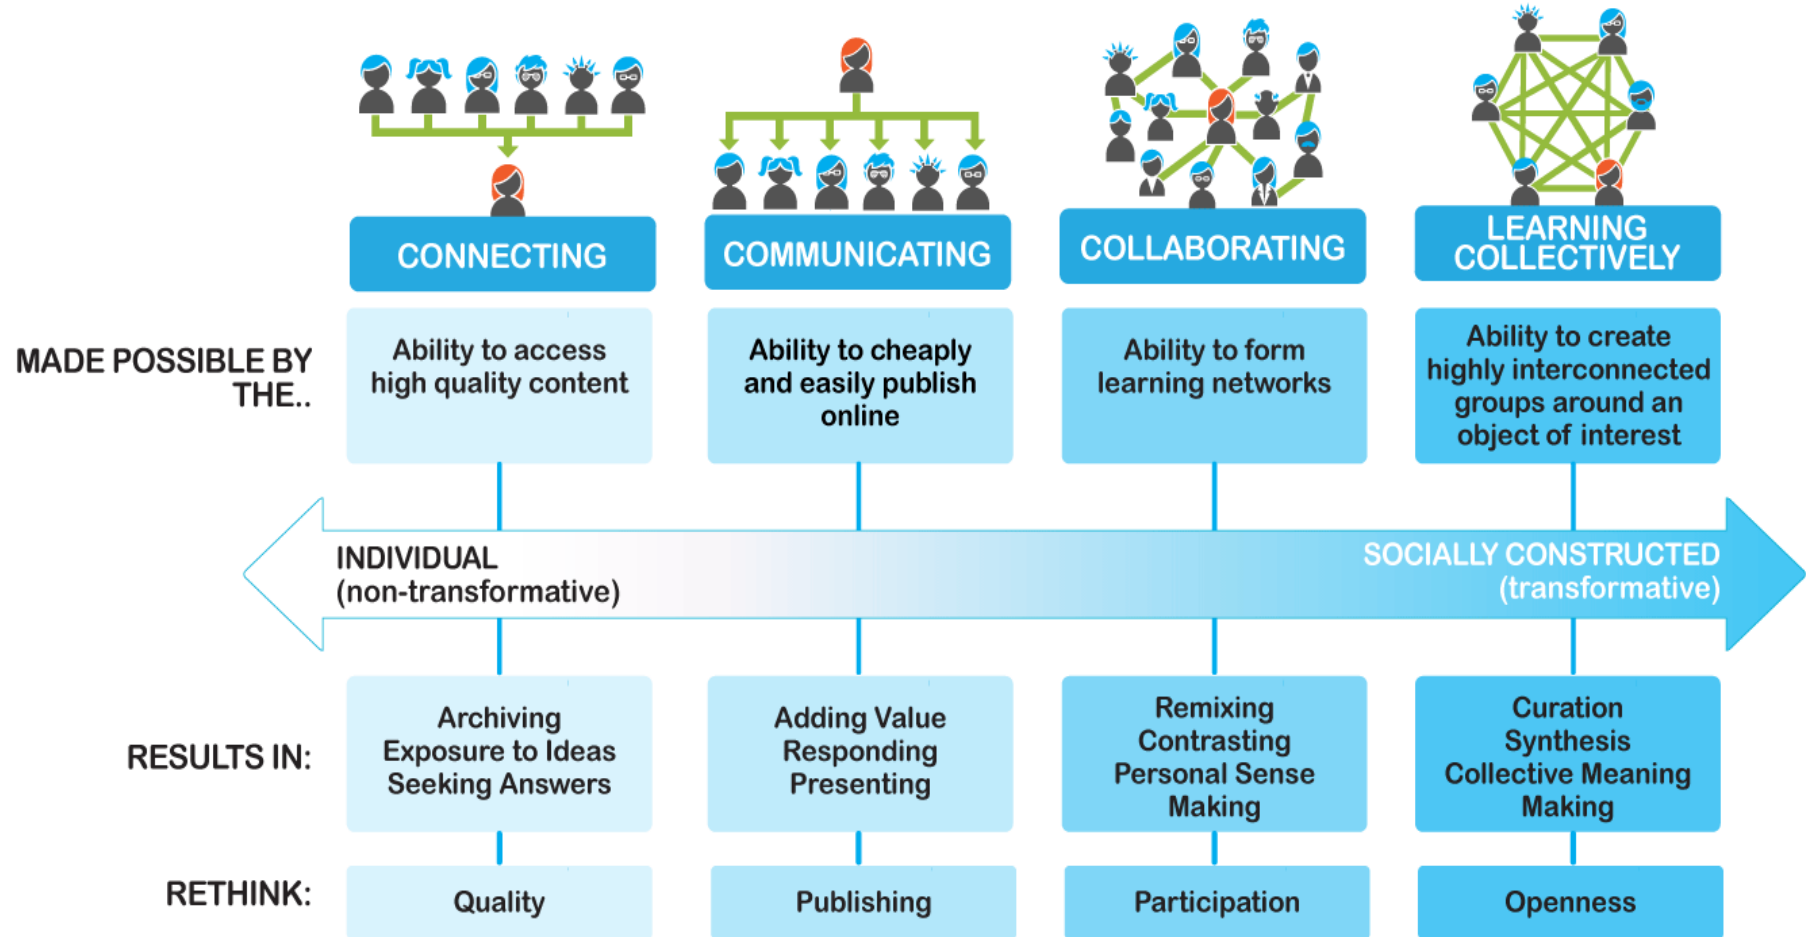 CONNECTING
COMMUNICATING
COLLABORATING
LEARNING
COLLECTIVELY
MADE POSSIBLE BY
THE..
Ability to access
high quality content
Ability to cheaply
and easily publish
online
Ability to form
learning networks
Ability to create
highly interconnected
groups around an
object of interest
INDIVIDUAL
(non-transformative)
SOCIALLY CONSTRUCTED
(transformative)
RESULTS IN:
Archiving
Exposure to Ideas
Seeking Answers
Adding Value
Responding
Presenting
Remixing
Contrasting
Personal Sense
Making
Curation
Synthesis
Collective Meaning
Making
RETHINK:
Quality
Publishing
Participation
Openness